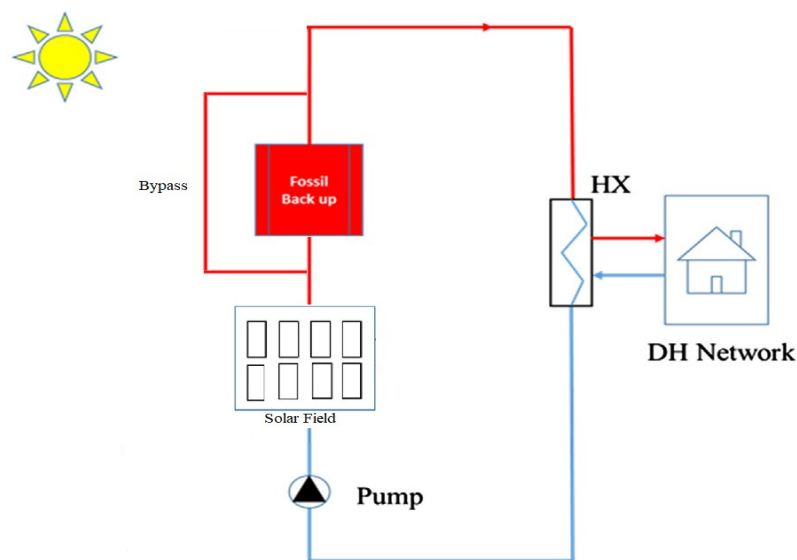 Fossil
Back up
Bypass
HX
DH Network
Solar Field
Pump